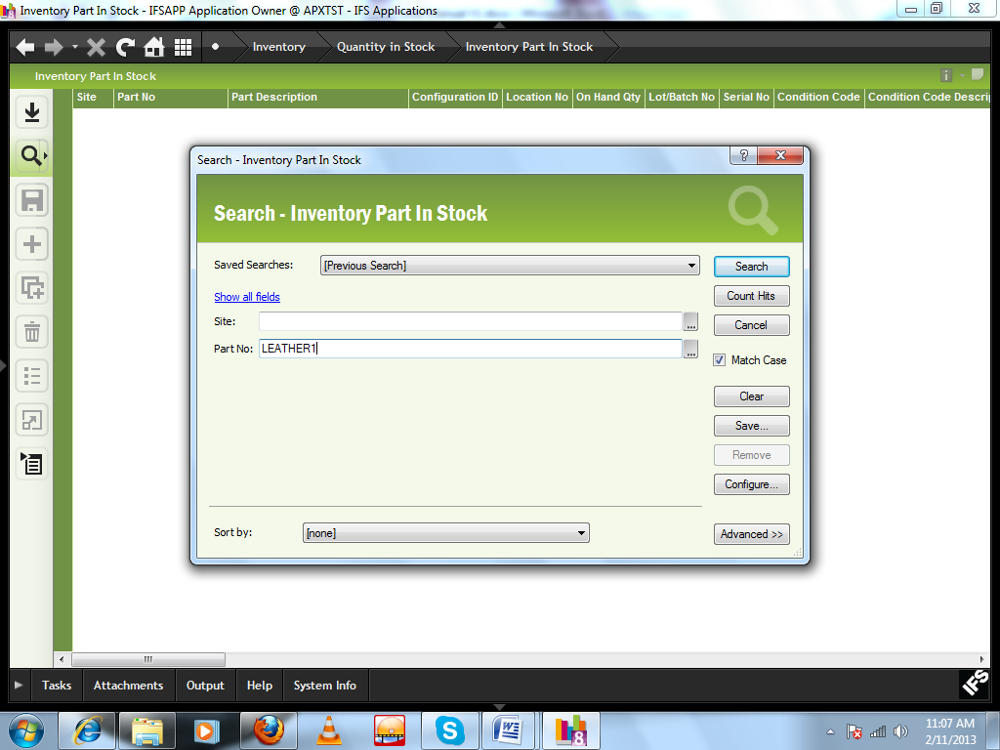 Inventory Part In Stock - IFSAPP Application Owner @ APXTST - IFS Applications
Inventory
Quantity in Stock
Inventory Part In Stock
Inventory Part In Stock
Site Part No Part Description Configuration ID Location No On Hand Qty Lot/Batch No Serial No Condition Code Condition Code Descri
Search - Inventory Part In Stock
Search - Inventory Part In Stock
Saved Searches: [Previous Search] Search
Show all fields Count Hits
Site: ... Cancel
Part No: LEATHER1 ... Match Case
Clear
Save...
Remove
Configure...
Sort by: [none] Advanced >>
Tasks Attachments Output Help System Info IFS
8
11:07 AM
2/11/2013